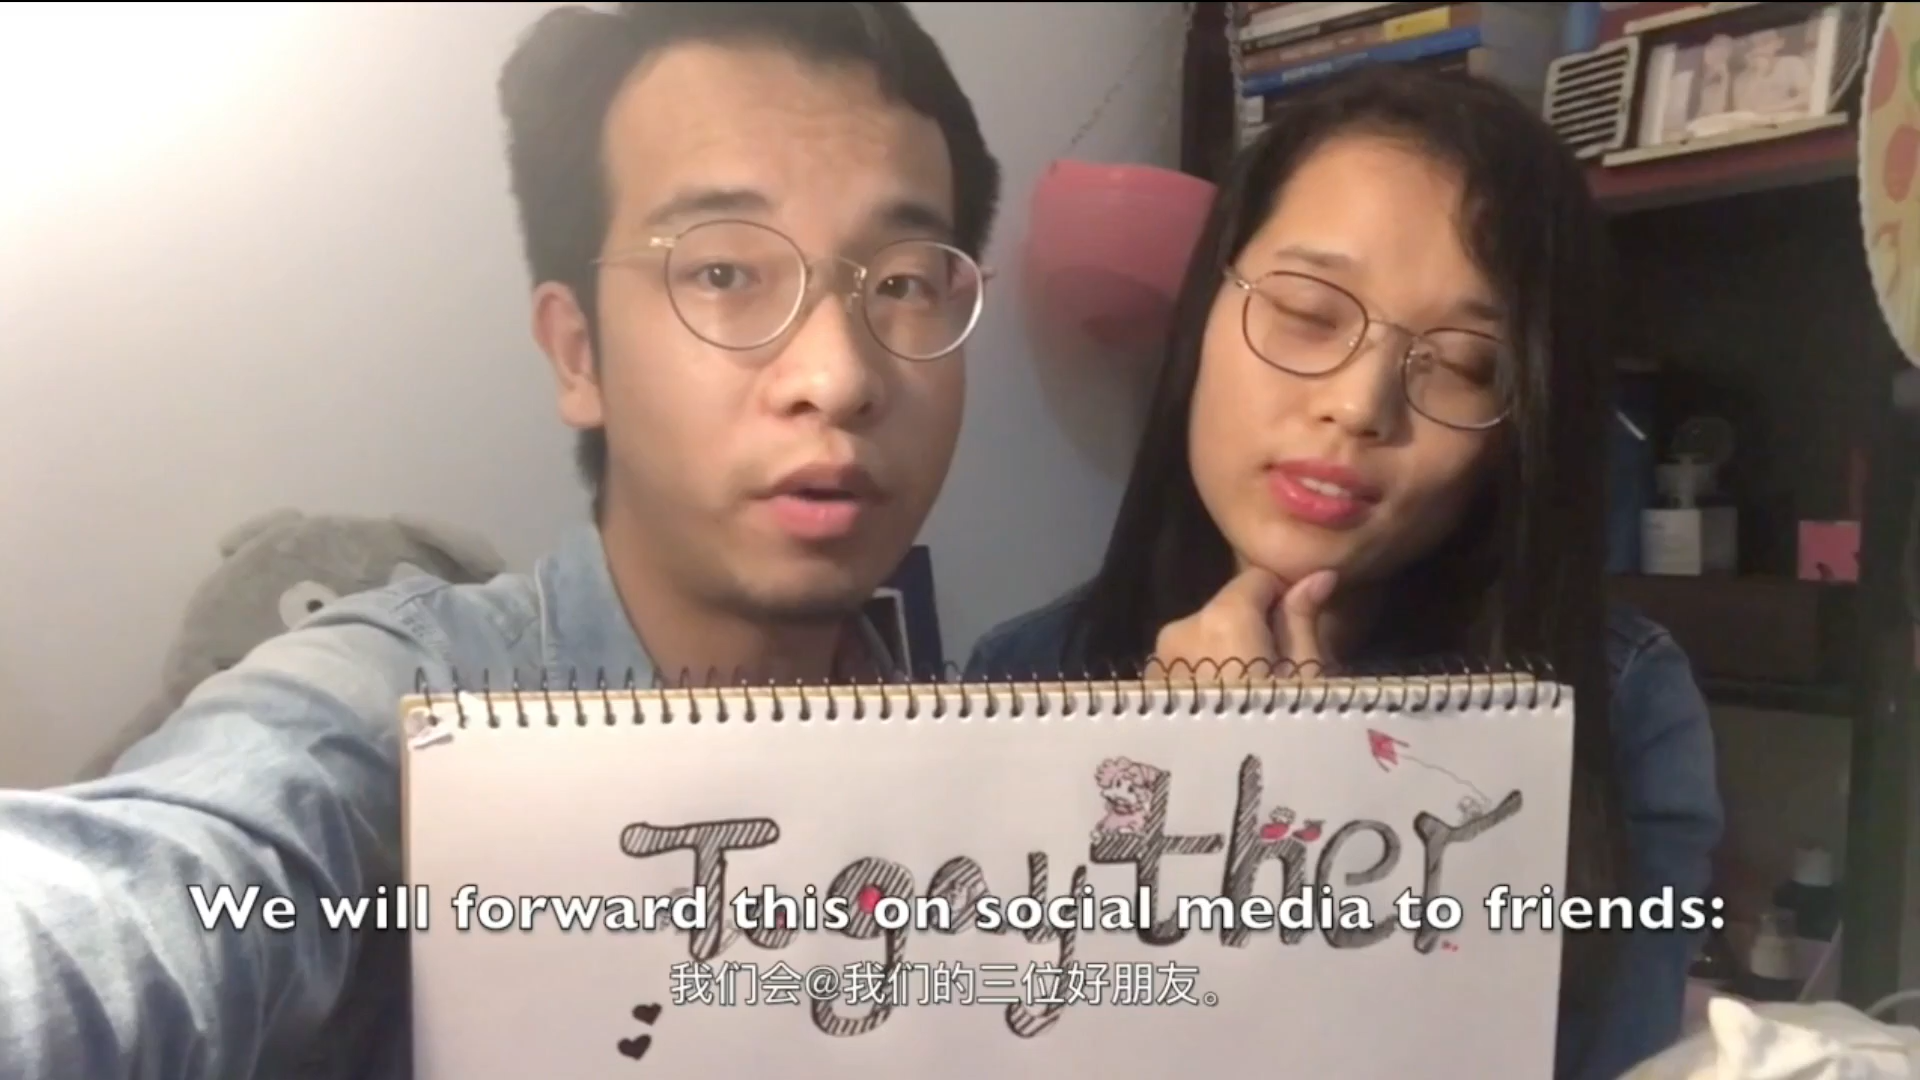 Togayther
We will forward this on social media to friends:
我们会@我们的三位好朋友。